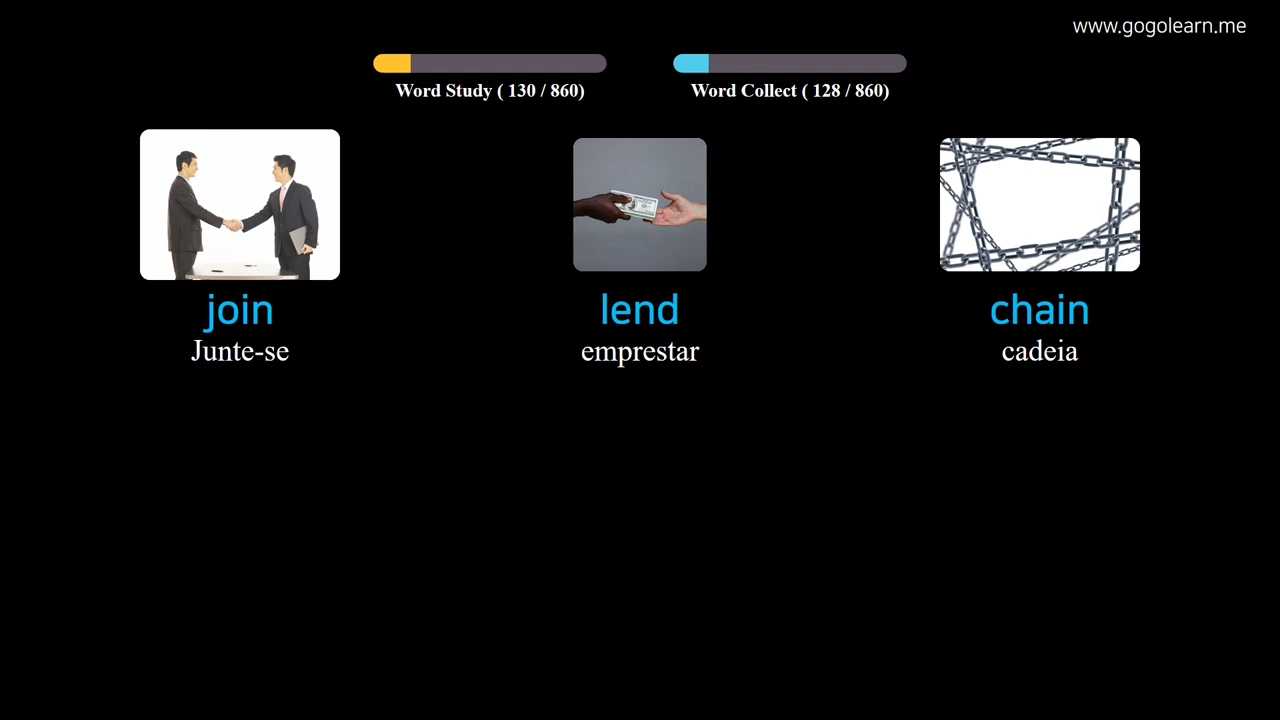 www.gogolearn.me
Word Study ( 130 / 860)
Word Collect ( 128 / 860)
join
lend
chain
Junte-se
emprestar
cadeia